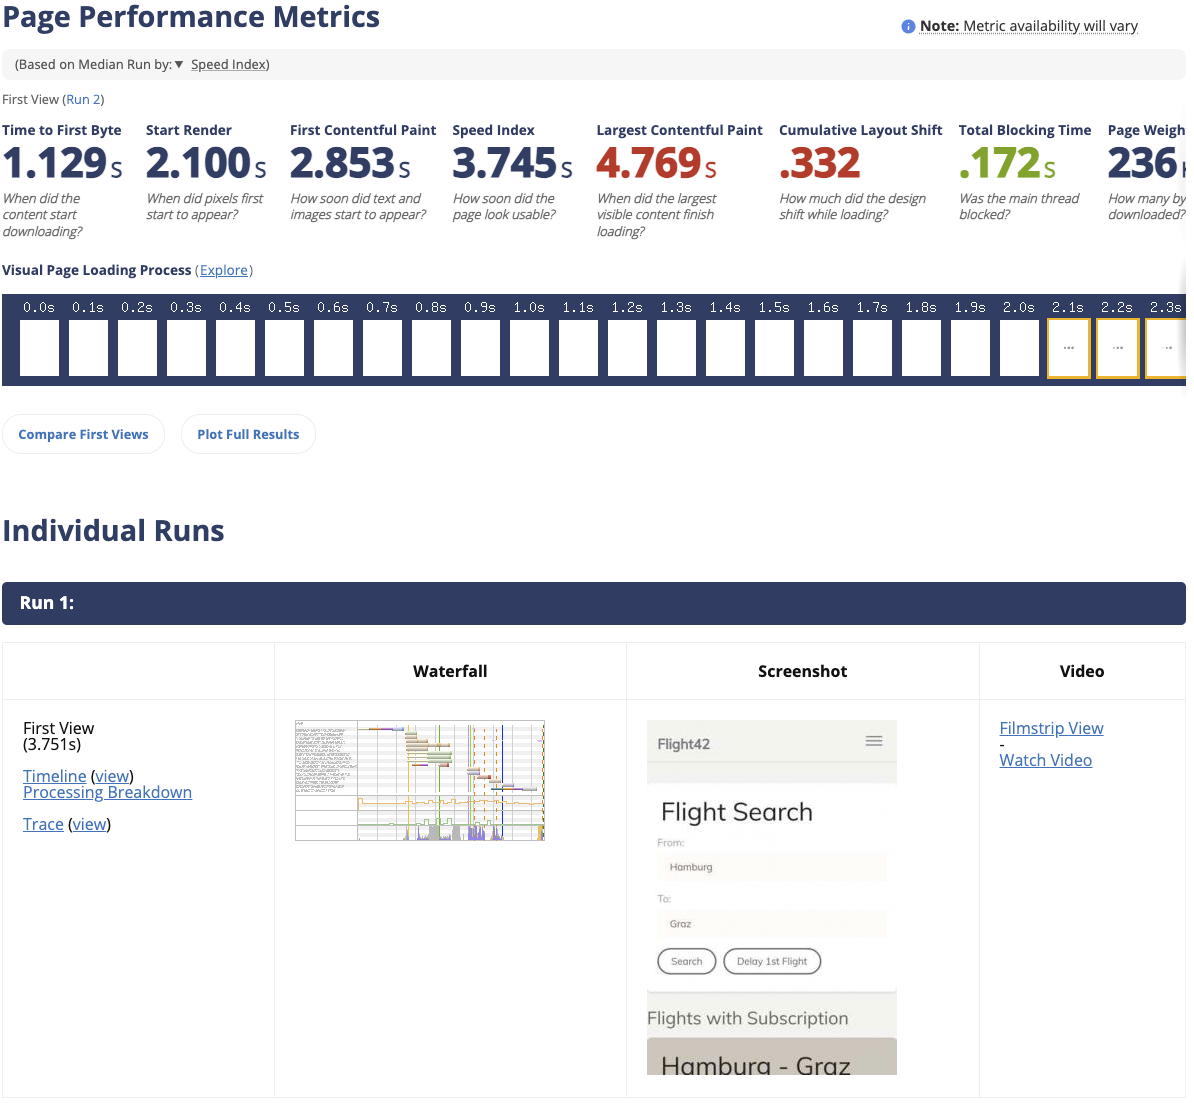 Page Performance Metrics
Note: Metric availability will vary
(Based on Median Run by: ▼ Speed Index)
First View (Run 2)
Time to First Byte
1.129 s
When did the
content start
downloading?
Start Render
2.100 s
When did pixels first
start to appear?
First Contentful Paint
2.853 s
How soon did text and
images start to appear?
Speed Index
3.745 s
How soon did the
page look usable?
Largest Contentful Paint
4.769 s
When did the largest
visible content finish
loading?
Cumulative Layout Shift
.332
How much did the design
shift while loading?
Total Blocking Time
.172 s
Was the main thread
blocked?
Page Weigh
236
How many by
downloaded?
Visual Page Loading Process (Explore)
0.0s 0.1s 0.2s 0.3s 0.4s 0.5s 0.6s 0.7s 0.8s 0.9s 1.0s 1.1s 1.2s 1.3s 1.4s 1.5s 1.6s 1.7s 1.8s 1.9s 2.0s 2.1s 2.2s 2.3s
Compare First Views
Plot Full Results
Individual Runs
Run 1:
Waterfall
Screenshot
Video
First View
(3.751s)
Timeline (view)
Processing Breakdown
Trace (view)
Flight42
Flight Search
From:
Hamburg
To:
Graz
Search
Delay 1st Flight
Flights with Subscription
Hamburg - Graz
Filmstrip View
-
Watch Video